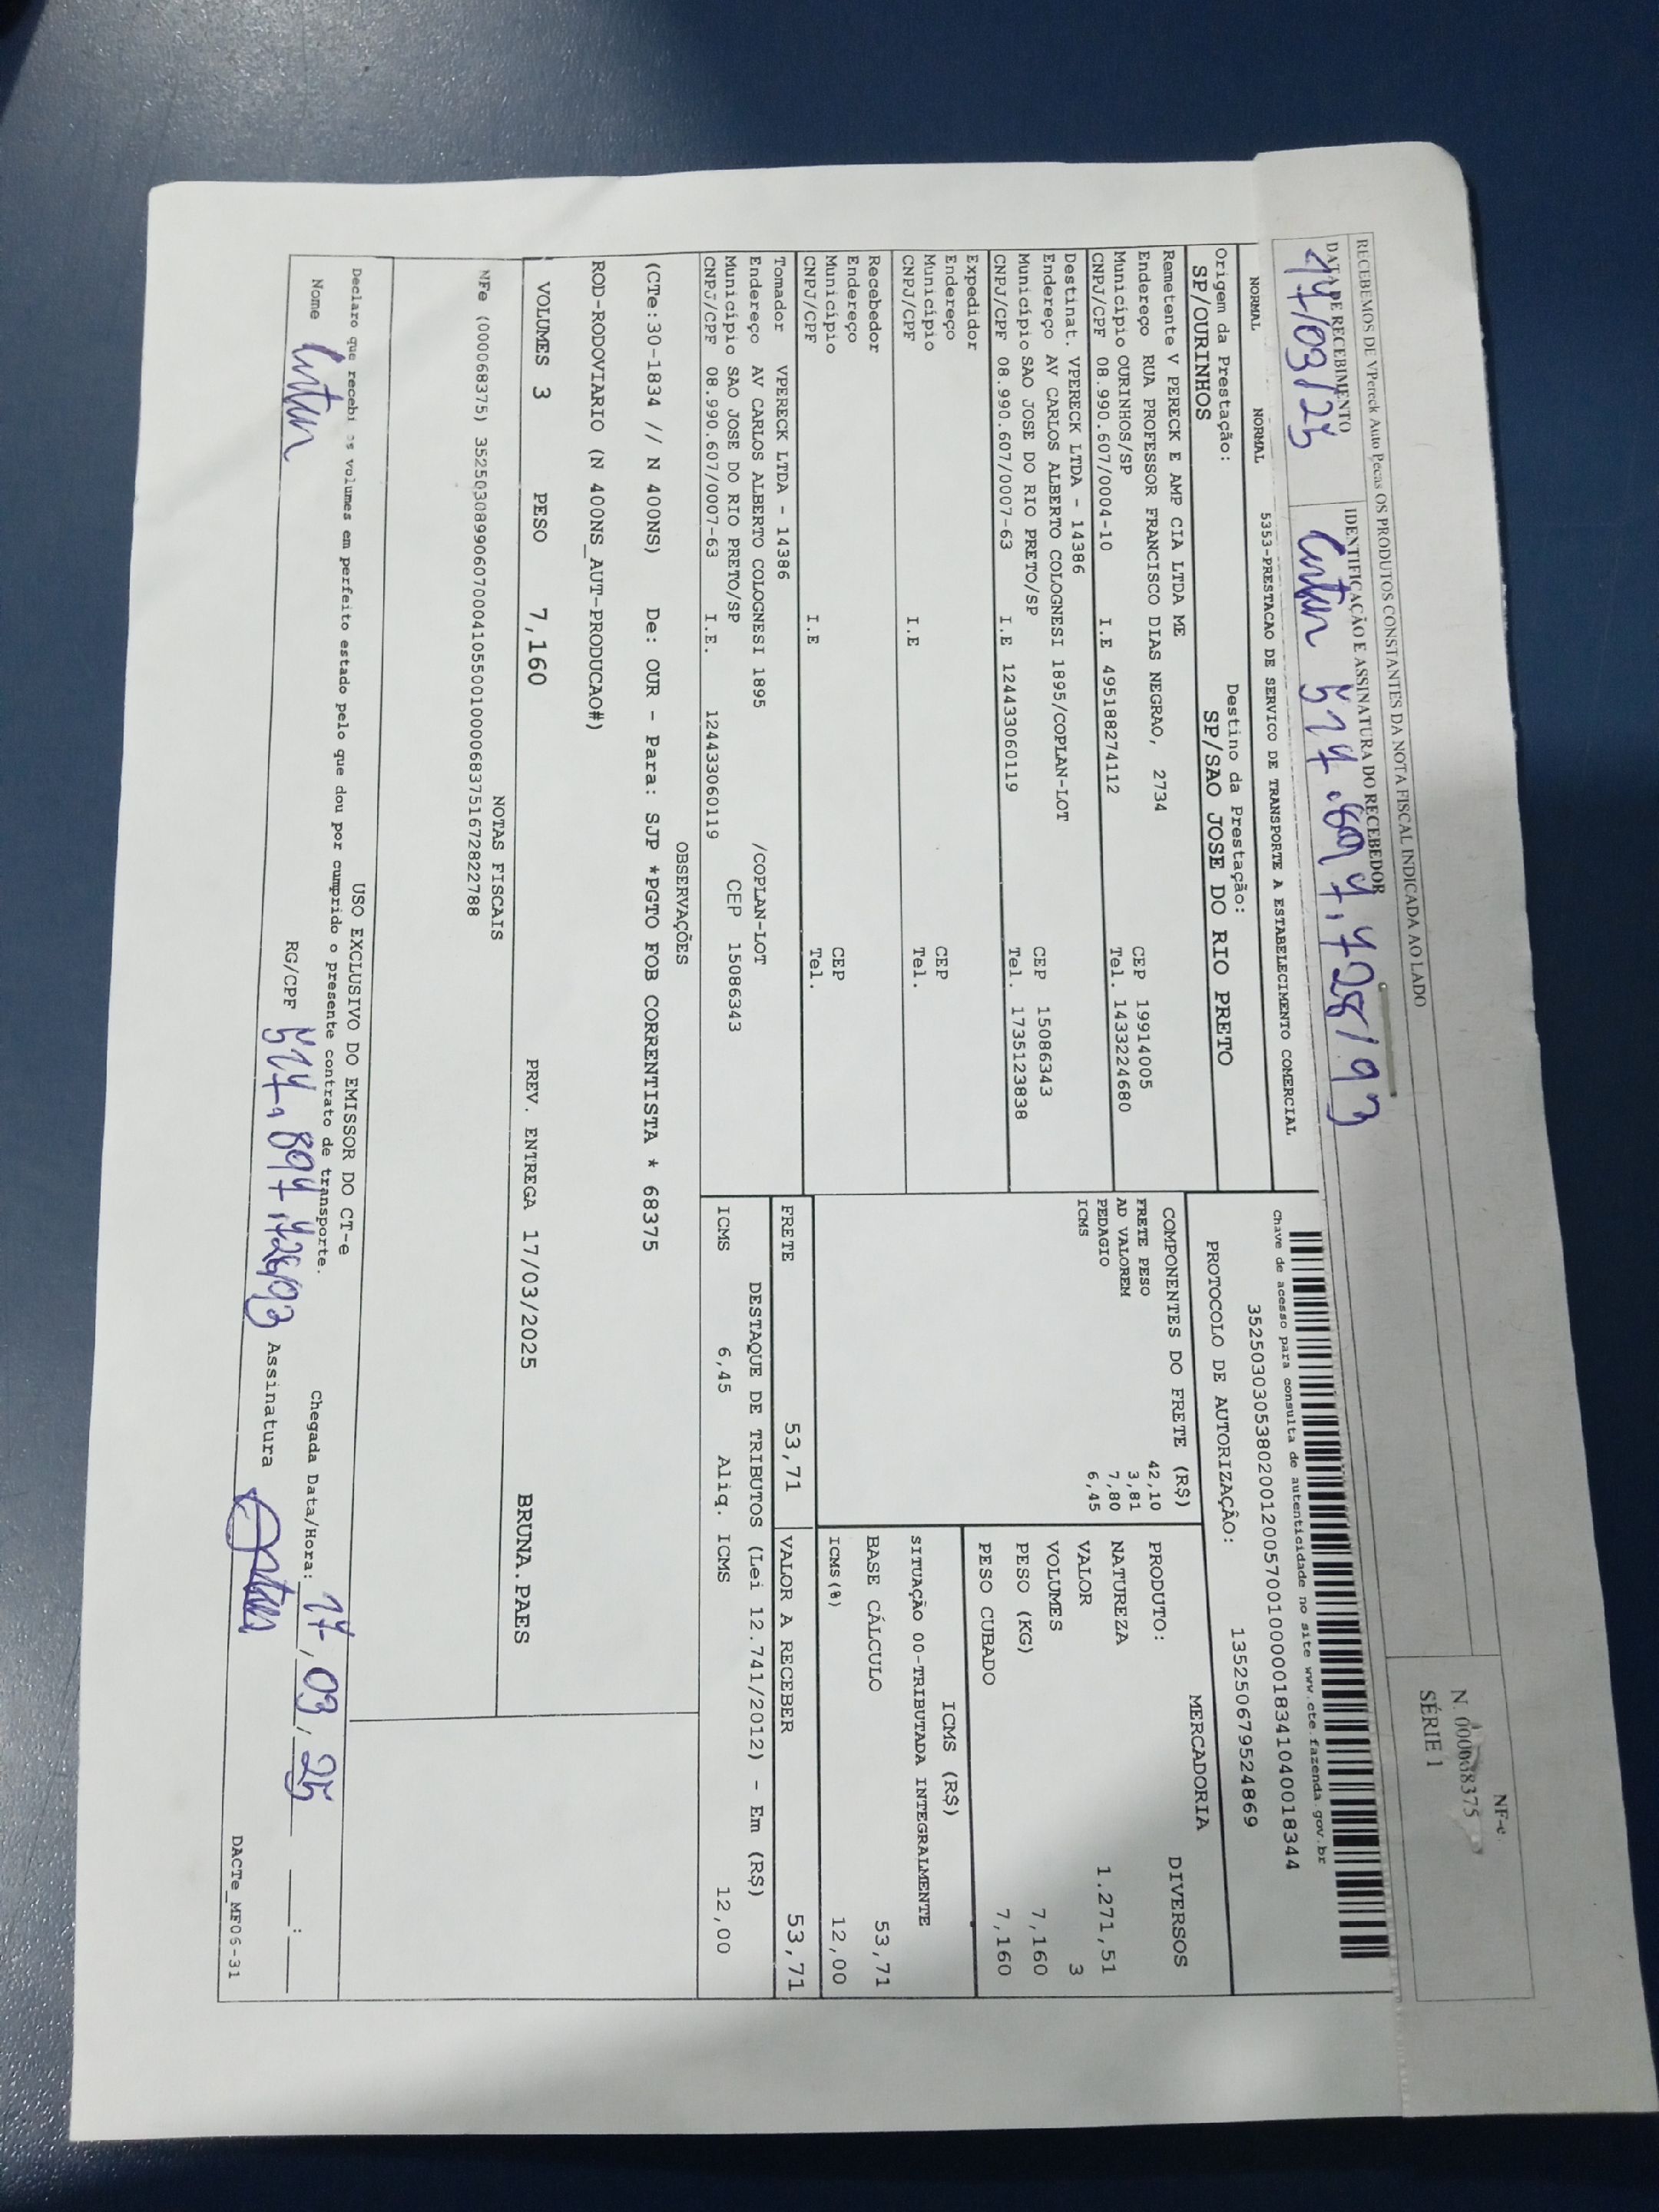 RECEBEMOS DE VPereck Auto Pecas OS PRODUTOS CONSTANTES DA NOTA FISCAL INDICADA AO LADO
DATA DE RECEBIMENTO
17/03/25
IDENTIFICAÇÃO E ASSINATURA DO RECEBEDOR
NF-e
N. 000068375
SÉRIE 1
NORMAL NORMAL 5353-PRESTACAO DE SERVICO DE TRANSPORTE A ESTABELECIMENTO COMERCIAL
Chave de acesso para consulta de autenticidade no site www.cte.fazenda.gov.br
35250303053802001200570010000018341040018344
Origem da Prestação:
SP/OURINHOS
Destino da Prestação:
SP/SAO JOSE DO RIO PRETO
PROTOCOLO DE AUTORIZAÇÃO: 135250679524869
Remetente V PERECK E AMP CIA LTDA ME
Endereço RUA PROFESSOR FRANCISCO DIAS NEGRAO, 2734 CEP 19914005
Município OURINHOS/SP Tel. 1433224680
CNPJ/CPF 08.990.607/0004-10 I.E 495188274112
Destinat. VPERECK LTDA - 14386
Endereço AV CARLOS ALBERTO COLOGNESI 1895/COPLAN-LOT CEP 15086343
Município SAO JOSE DO RIO PRETO/SP Tel. 1735123838
CNPJ/CPF 08.990.607/0007-63 I.E 124433060119
Expedidor
Endereço CEP
Município Tel.
CNPJ/CPF I.E
Recebedor
Endereço CEP
Município Tel.
CNPJ/CPF I.E
Tomador VPERECK LTDA - 14386
Endereço AV CARLOS ALBERTO COLOGNESI 1895 /COPLAN-LOT
Município SAO JOSE DO RIO PRETO/SP CEP 15086343
CNPJ/CPF 08.990.607/0007-63 I.E. 124433060119
COMPONENTES DO FRETE (R$)
FRETE PESO 42,10
AD VALOREM 3,81
PEDAGIO 7,80
ICMS 6,45
MERCADORIA
PRODUTO: DIVERSOS
NATUREZA
VALOR 1.271,51
VOLUMES 3
PESO (KG) 7,160
PESO CUBADO 7,160
ICMS (R$)
SITUAÇÃO 00-TRIBUTADA INTEGRALMENTE
BASE CÁLCULO 53,71
ICMS(%) 12,00
FRETE 53,71
VALOR A RECEBER 53,71
DESTAQUE DE TRIBUTOS (Lei 12.741/2012) - Em (R$)
ICMS 6,45 Aliq. ICMS 12,00
OBSERVAÇÕES
(CTe:30-1834 // N 400NS) De: OUR - Para: SJP *PGTO FOB CORRENTISTA * 68375
ROD-RODOVIARIO (N 400NS_AUT-PRODUCAO#)
VOLUMES 3 PESO 7,160 PREV. ENTREGA 17/03/2025 BRUNA.PAES
NOTAS FISCAIS
NFe (000068375) 35250308990607000410550010000683751672822788
USO EXCLUSIVO DO EMISSOR DO CT-e
Declaro que recebi os volumes em perfeito estado pelo que dou por cumprido o presente contrato de transporte.
Chegada Data/Hora: 17/03/25 :
Nome
RG/CPF
Assinatura
DACTe_MF06-31